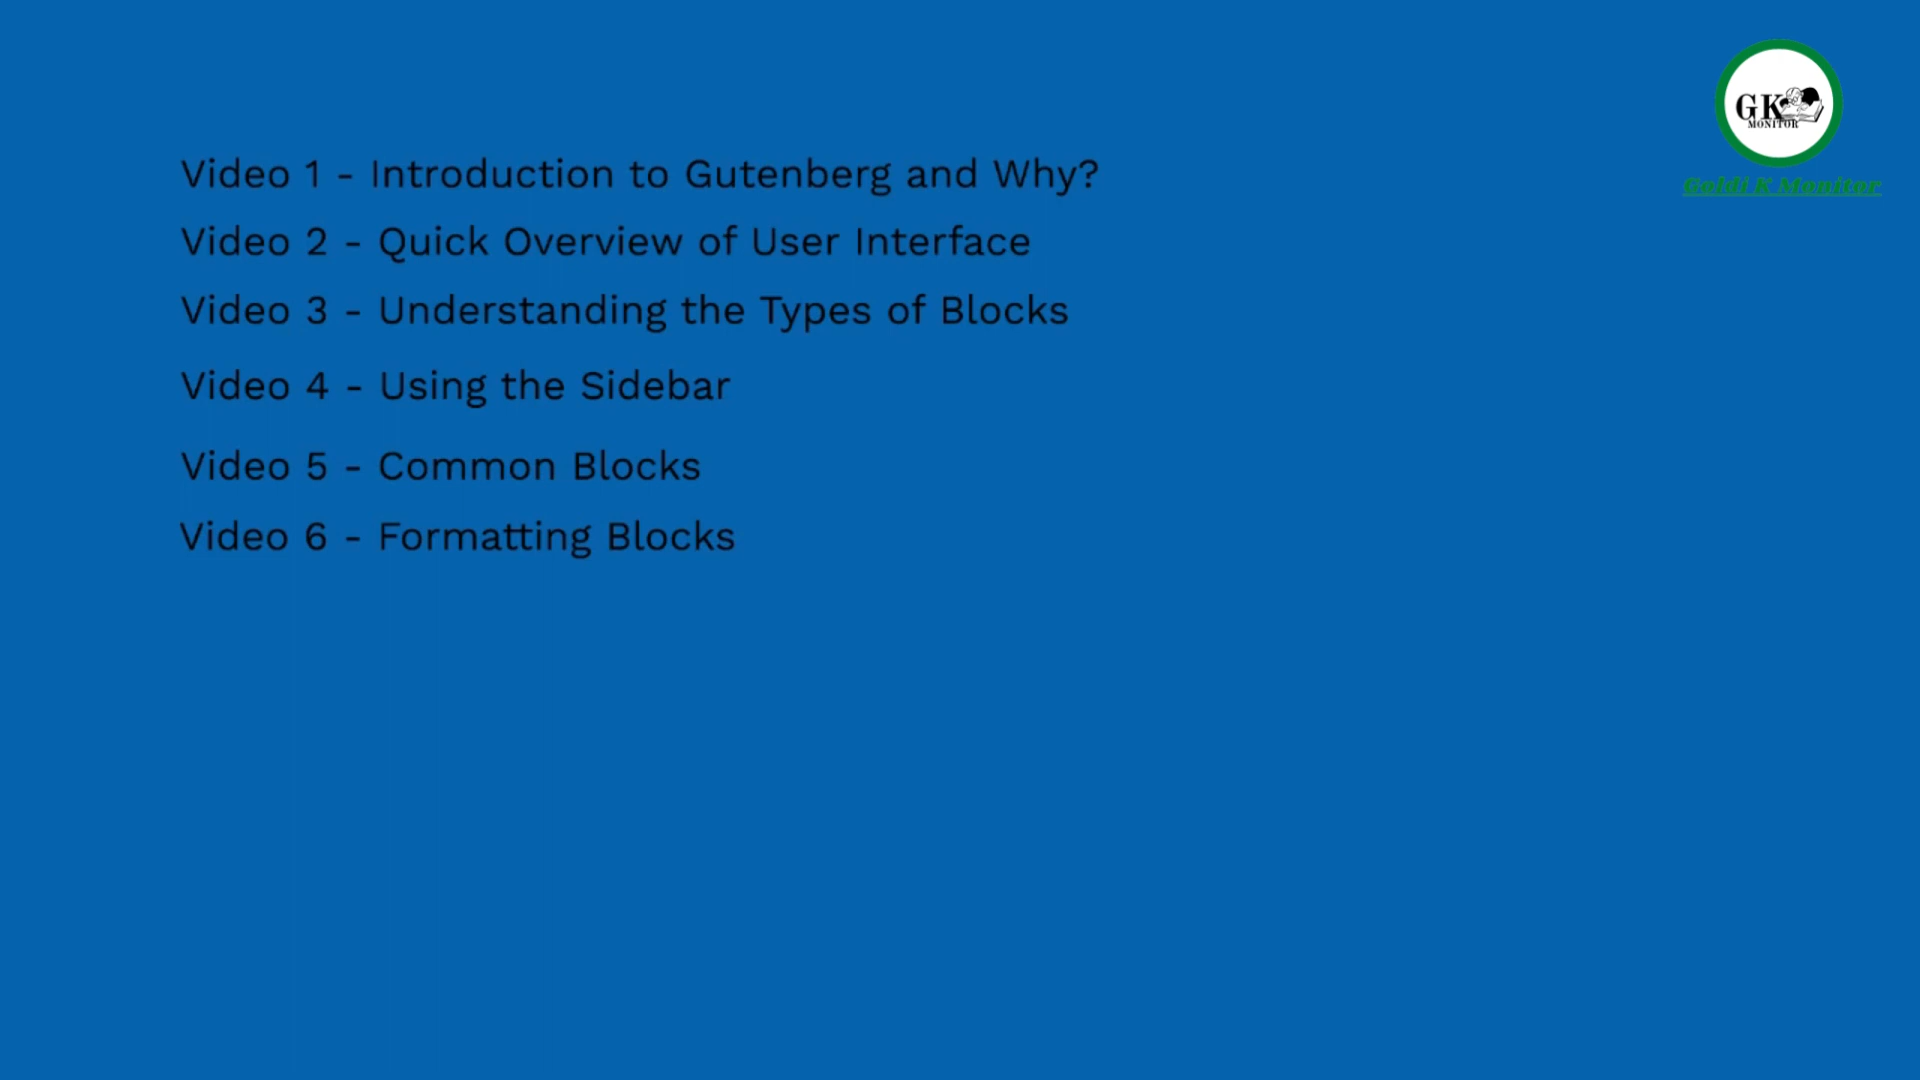 Video 1 - Introduction to Gutenberg and Why?
Video 2 - Quick Overview of User Interface
Video 3 - Understanding the Types of Blocks
Video 4 - Using the Sidebar
Video 5 - Common Blocks
Video 6 - Formatting Blocks
GK
MONITOR
Goldi K Monitor